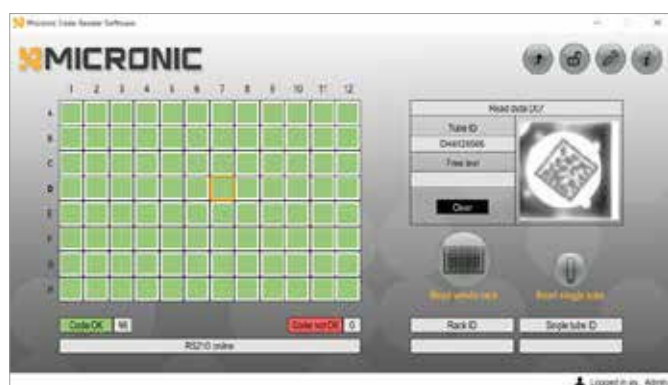 Micronic Code Reader Software
MICRONIC
1 2 3 4 5 6 7 8 9 10 11 12
A
B
C
D
E
F
G
H
Read data D07
Tube ID
Free text
Clear
Read whole rack
Read single tube
Code OK 96
Code not OK 0
Rack ID
Single tube ID
RS210 online
Logged in as: Admin